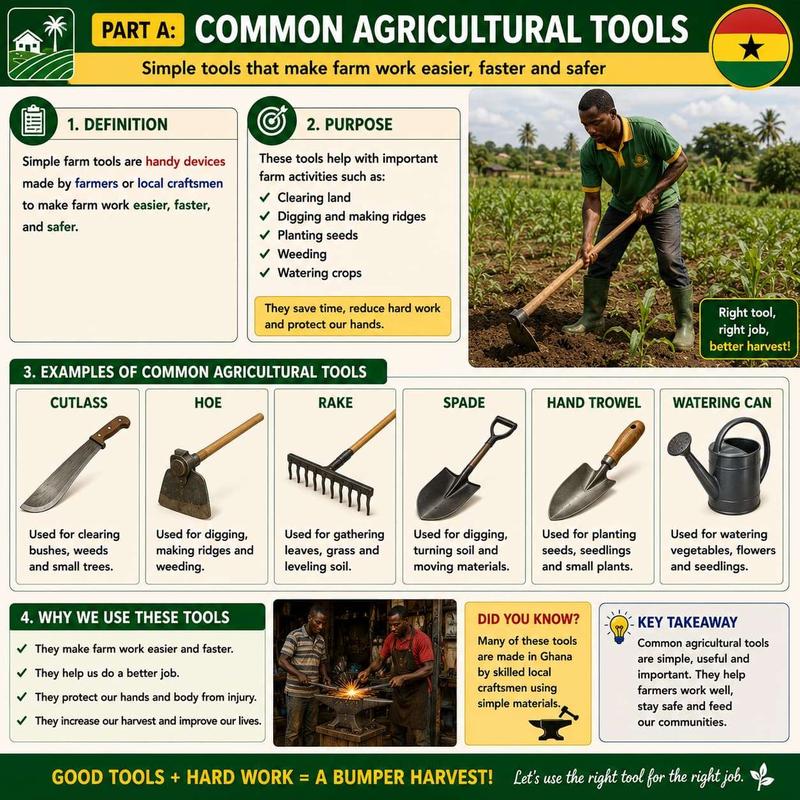 PART A: COMMON AGRICULTURAL TOOLS
Simple tools that make farm work easier, faster and safer
1. DEFINITION
Simple farm tools are handy devices
made by farmers or local craftsmen
to make farm work easier, faster,
and safer.
2. PURPOSE
These tools help with important
farm activities such as:
✓ Clearing land
✓ Digging and making ridges
✓ Planting seeds
✓ Weeding
✓ Watering crops
They save time, reduce hard work
and protect our hands.
Right tool,
right job,
better harvest!
3. EXAMPLES OF COMMON AGRICULTURAL TOOLS
CUTLASS
Used for clearing
bushes, weeds
and small trees.
HOE
Used for digging,
making ridges and
weeding.
RAKE
Used for gathering
leaves, grass and
leveling soil.
SPADE
Used for digging,
turning soil and
moving materials.
HAND TROWEL
Used for planting
seeds, seedlings
and small plants.
WATERING CAN
Used for watering
vegetables, flowers
and seedlings.
4. WHY WE USE THESE TOOLS
✓ They make farm work easier and faster.
✓ They help us do a better job.
✓ They protect our hands and body from injury.
✓ They increase our harvest and improve our lives.
DID YOU KNOW?
Many of these tools
are made in Ghana
by skilled local
craftsmen using
simple materials.
KEY TAKEAWAY
Common agricultural tools
are simple, useful and
important. They help
farmers work well,
stay safe and feed
our communities.
GOOD TOOLS + HARD WORK = A BUMPER HARVEST!
Let's use the right tool for the right job.